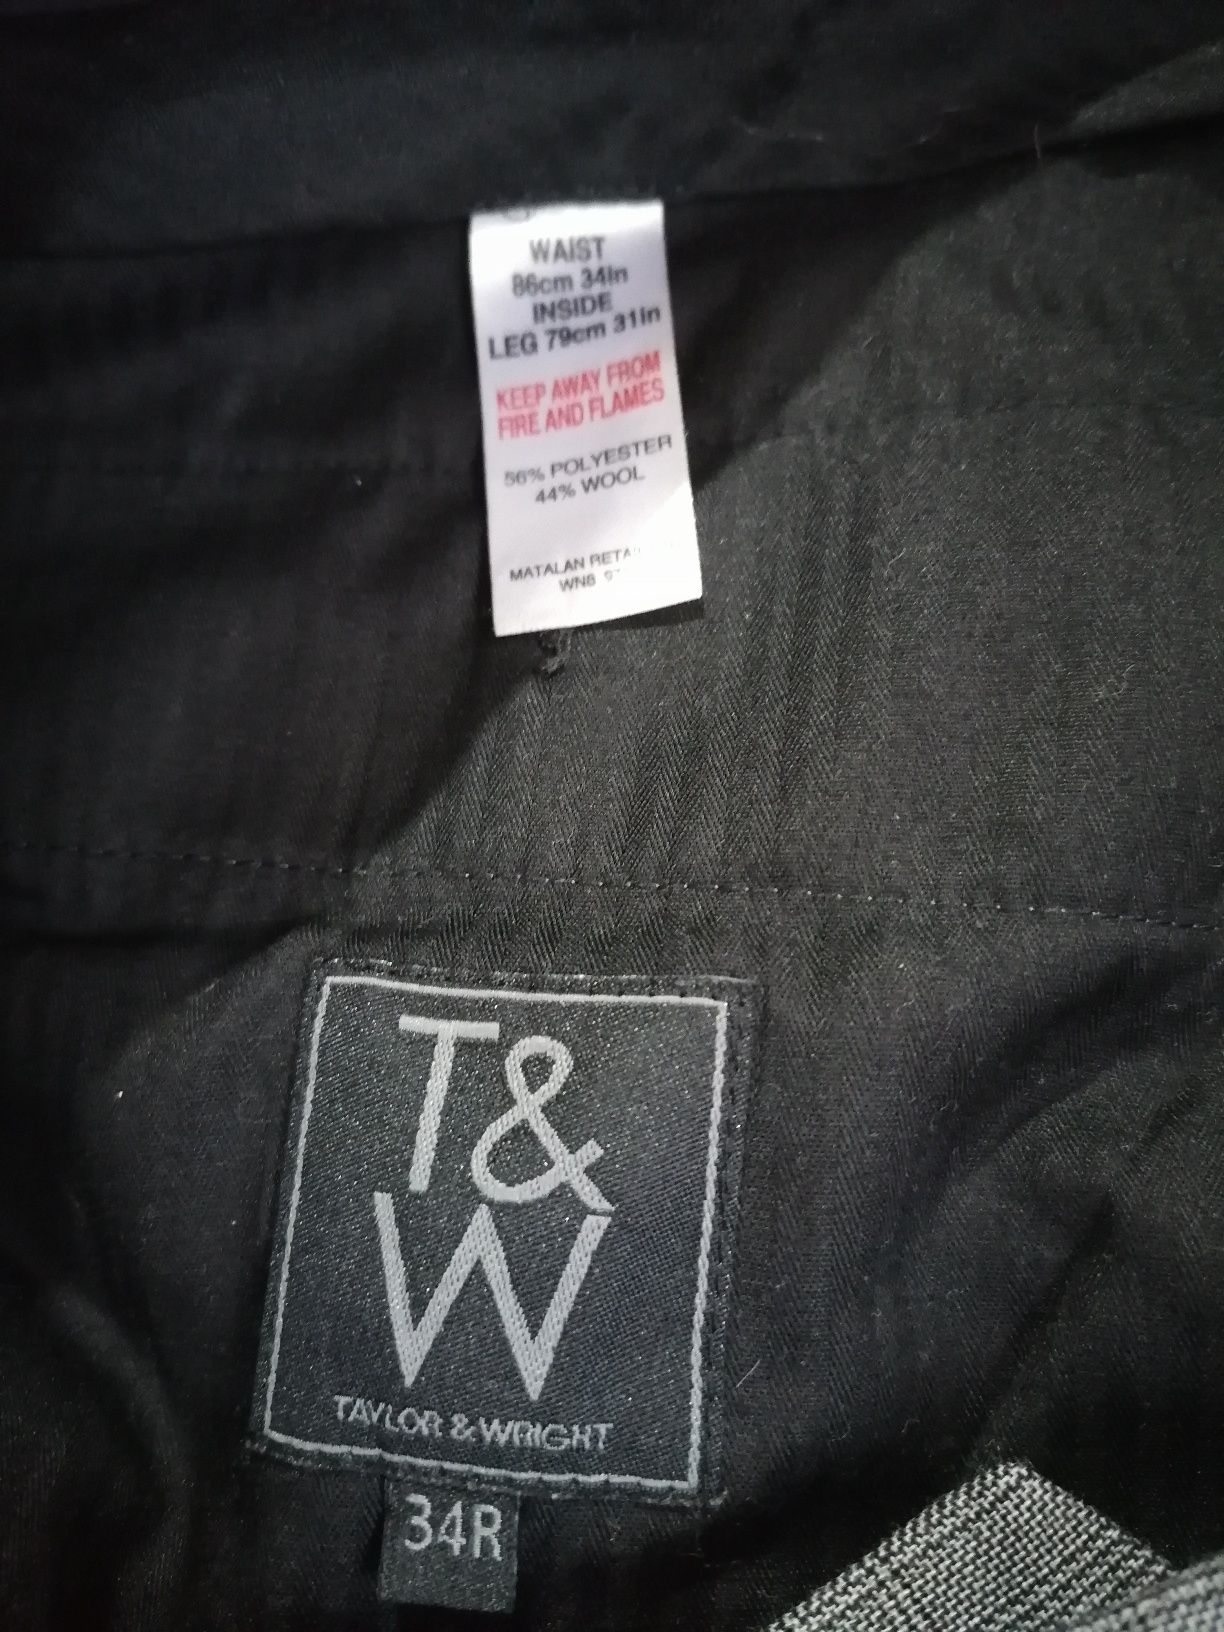 WAIST
86cm 34in
INSIDE
LEG 79cm 31in
KEEP AWAY FROM
FIRE AND FLAMES
56% POLYESTER
44% WOOL
MATALAN
WN8
T&
W
TAYLOR & WRIGHT
34R